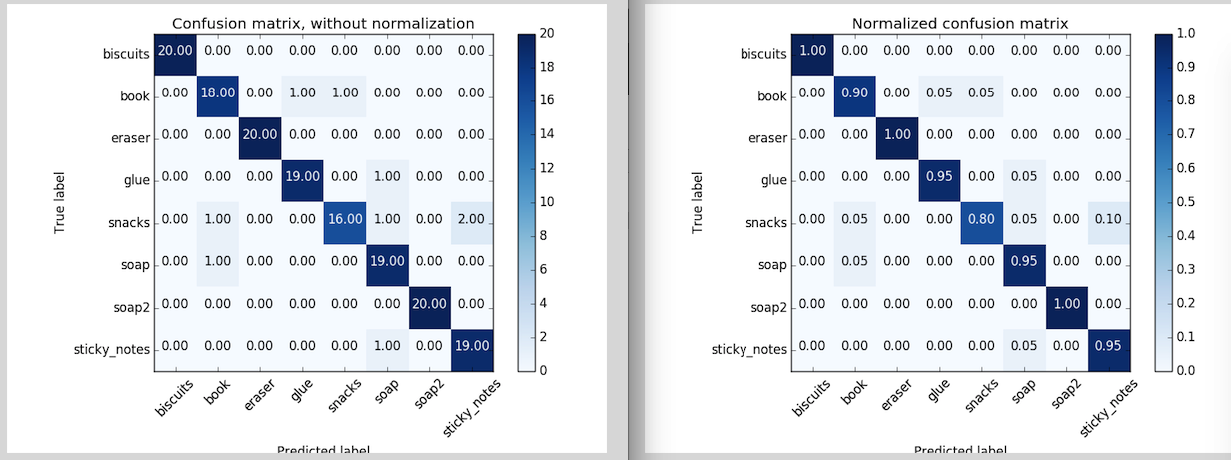 Confusion matrix, without normalization
biscuits 20.00 0.00 0.00 0.00 0.00 0.00 0.00 0.00
book 0.00 18.00 0.00 1.00 1.00 0.00 0.00 0.00
eraser 0.00 0.00 20.00 0.00 0.00 0.00 0.00 0.00
glue 0.00 0.00 0.00 19.00 0.00 1.00 0.00 0.00
snacks 0.00 1.00 0.00 0.00 16.00 1.00 0.00 2.00
soap 0.00 1.00 0.00 0.00 0.00 19.00 0.00 0.00
soap2 0.00 0.00 0.00 0.00 0.00 0.00 20.00 0.00
sticky_notes 0.00 0.00 0.00 0.00 0.00 1.00 0.00 19.00
biscuits book eraser glue snacks soap soap2 sticky_notes
True label
Predicted label
20
18
16
14
12
10
8
6
4
2
0
Normalized confusion matrix
biscuits 1.00 0.00 0.00 0.00 0.00 0.00 0.00 0.00
book 0.00 0.90 0.00 0.05 0.05 0.00 0.00 0.00
eraser 0.00 0.00 1.00 0.00 0.00 0.00 0.00 0.00
glue 0.00 0.00 0.00 0.95 0.00 0.05 0.00 0.00
snacks 0.00 0.05 0.00 0.00 0.80 0.05 0.00 0.10
soap 0.00 0.05 0.00 0.00 0.00 0.95 0.00 0.00
soap2 0.00 0.00 0.00 0.00 0.00 0.00 1.00 0.00
sticky_notes 0.00 0.00 0.00 0.00 0.00 0.05 0.00 0.95
biscuits book eraser glue snacks soap soap2 sticky_notes
True label
Predicted label
1.0
0.9
0.8
0.7
0.6
0.5
0.4
0.3
0.2
0.1
0.0